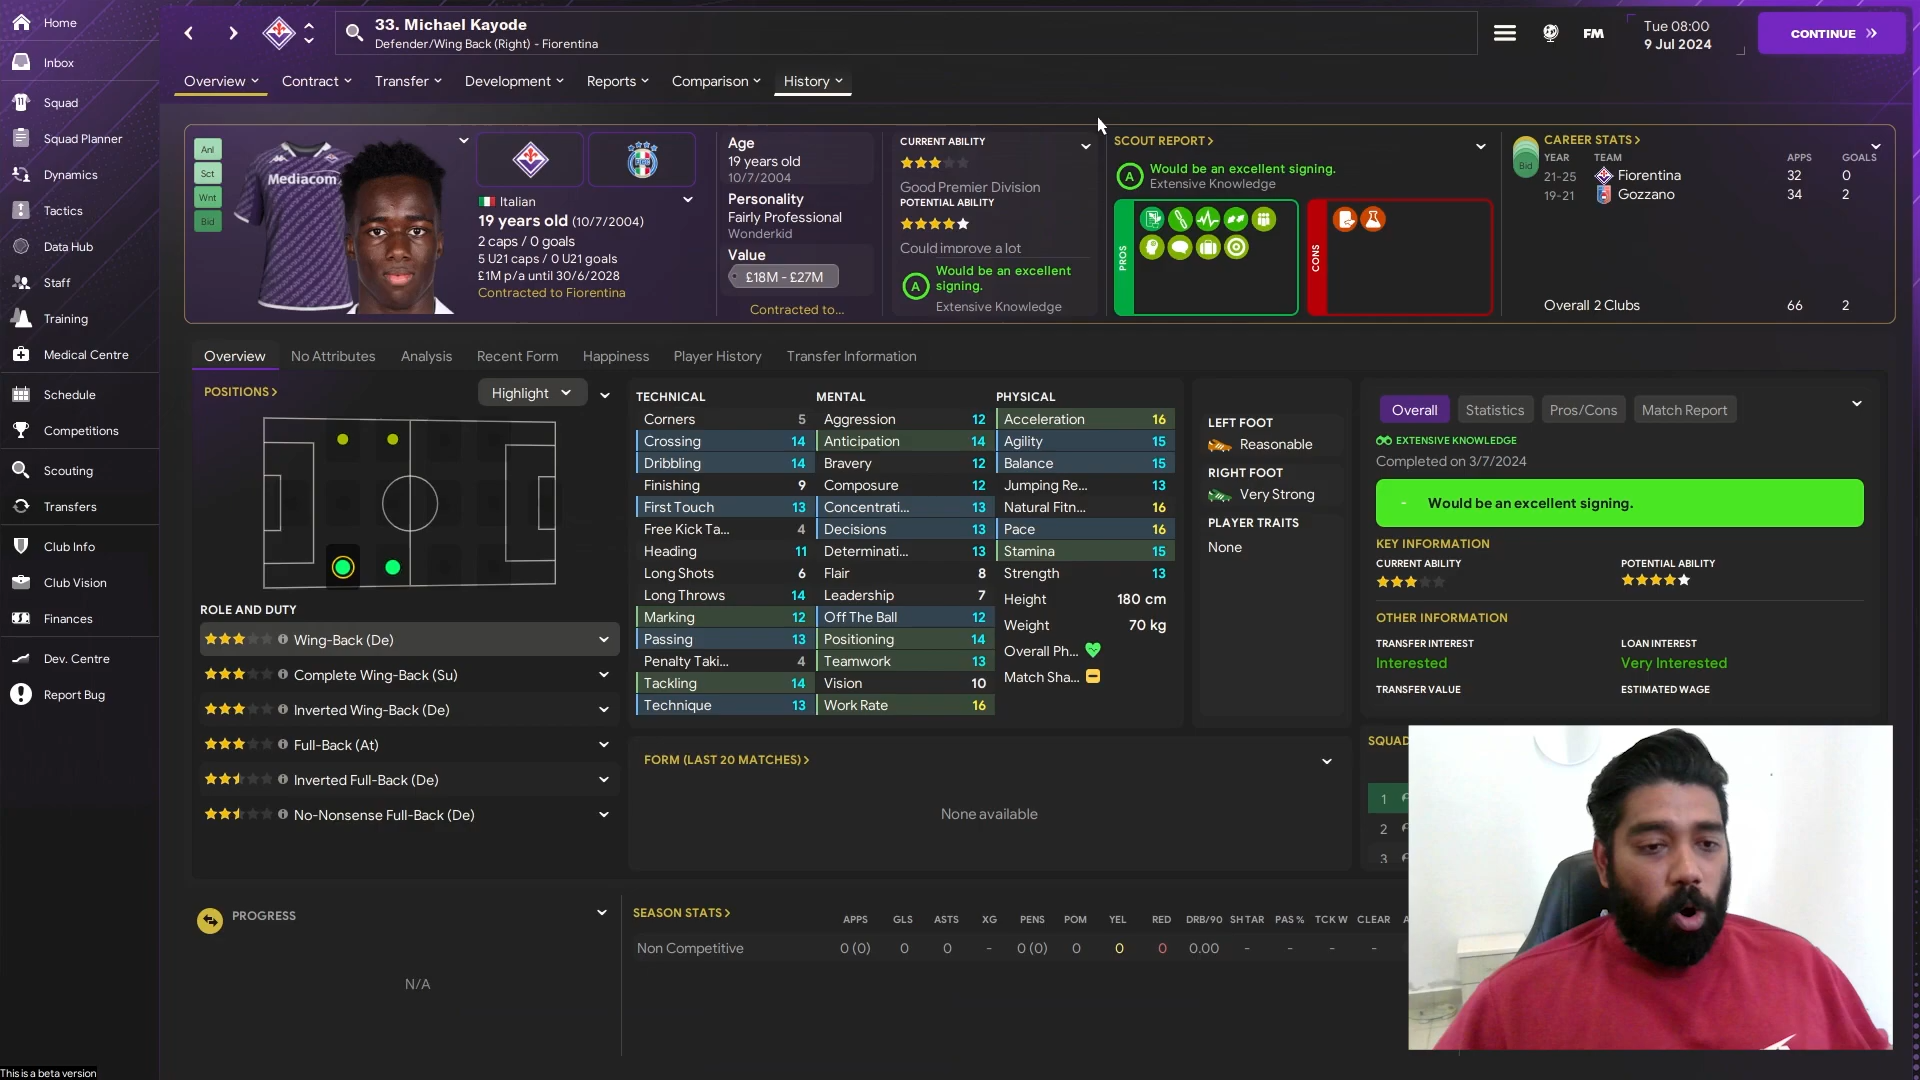 Home
Inbox
Squad
Squad Planner
Dynamics
Tactics
Data Hub
Staff
Training
Medical Centre
Schedule
Competitions
Scouting
Transfers
Club Info
Club Vision
Finances
Dev. Centre
Report Bug
This is a beta version
33. Michael Kayode
Defender/Wing Back (Right) - Fiorentina
FM
Tue 08:00
9 Jul 2024
CONTINUE
Overview Contract Transfer Development Reports Comparison History
Anl
Sct
Wnt
Bid
Mediacom
Italian
19 years old (10/7/2004)
2 caps / 0 goals
5 U21 caps / 0 U21 goals
£1M p/a until 30/6/2028
Contracted to Fiorentina
Age
19 years old
10/7/2004
Personality
Fairly Professional
Wonderkid
Value
£18M - £27M
Contracted to...
CURRENT ABILITY
Good Premier Division
POTENTIAL ABILITY
Could improve a lot
A Would be an excellent signing.
Extensive Knowledge
SCOUT REPORT >
A Would be an excellent signing.
Extensive Knowledge
PROS
CONS
Bid
CAREER STATS >
YEAR TEAM APPS GOALS
21-25 Fiorentina 32 0
19-21 Gozzano 34 2
Overall 2 Clubs 66 2
Overview No Attributes Analysis Recent Form Happiness Player History Transfer Information
POSITIONS >
Highlight
ROLE AND DUTY
Wing-Back (De)
Complete Wing-Back (Su)
Inverted Wing-Back (De)
Full-Back (At)
Inverted Full-Back (De)
No-Nonsense Full-Back (De)
TECHNICAL
Corners 5
Crossing 14
Dribbling 14
Finishing 9
First Touch 13
Free Kick Ta... 4
Heading 11
Long Shots 6
Long Throws 14
Marking 12
Passing 13
Penalty Taki... 4
Tackling 14
Technique 13
MENTAL
Aggression 12
Anticipation 14
Bravery 12
Composure 12
Concentrati... 13
Decisions 13
Determinati... 13
Flair 8
Leadership 7
Off The Ball 12
Positioning 14
Teamwork 13
Vision 10
Work Rate 16
PHYSICAL
Acceleration 16
Agility 15
Balance 15
Jumping Re... 13
Natural Fitn... 16
Pace 16
Stamina 15
Strength 13
Height 180 cm
Weight 70 kg
Overall Ph...
Match Sha...
LEFT FOOT
Reasonable
RIGHT FOOT
Very Strong
PLAYER TRAITS
None
Overall Statistics Pros/Cons Match Report
EXTENSIVE KNOWLEDGE
Completed on 3/7/2024
- Would be an excellent signing.
KEY INFORMATION
CURRENT ABILITY POTENTIAL ABILITY
OTHER INFORMATION
TRANSFER INTEREST LOAN INTEREST
Interested Very Interested
TRANSFER VALUE ESTIMATED WAGE
SQUAD
1
2
3
FORM (LAST 20 MATCHES) >
None available
PROGRESS
N/A
SEASON STATS > APPS GLS ASTS XG PENS POM YEL RED DRB/90 SH TAR PAS % TCK W CLEAR
Non Competitive 0 (0) 0 0 - 0 (0) 0 0 0 0.00 - - - -